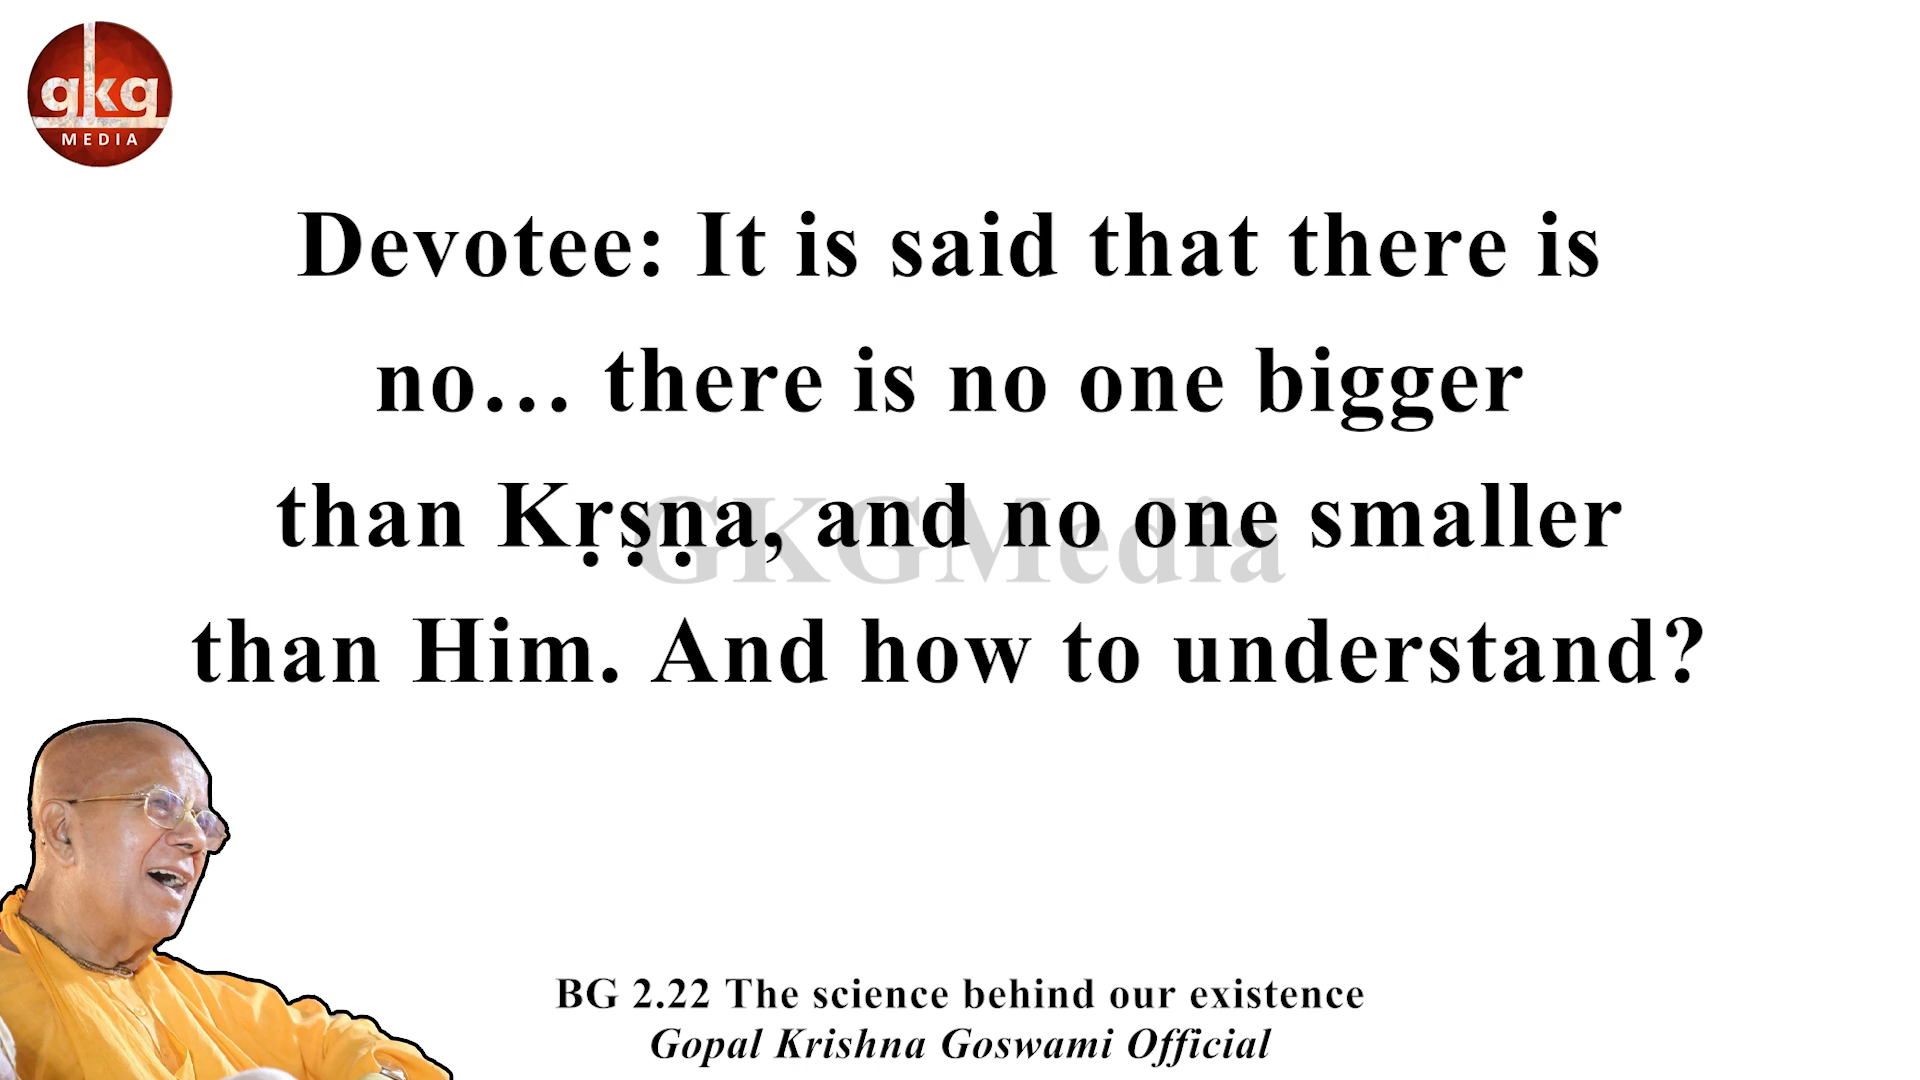 gkg
MEDIA
Devotee: It is said that there is
no… there is no one bigger
than Kṛṣṇa, and no one smaller
than Him. And how to understand?
GKGMedia
BG 2.22 The science behind our existence
Gopal Krishna Goswami Official